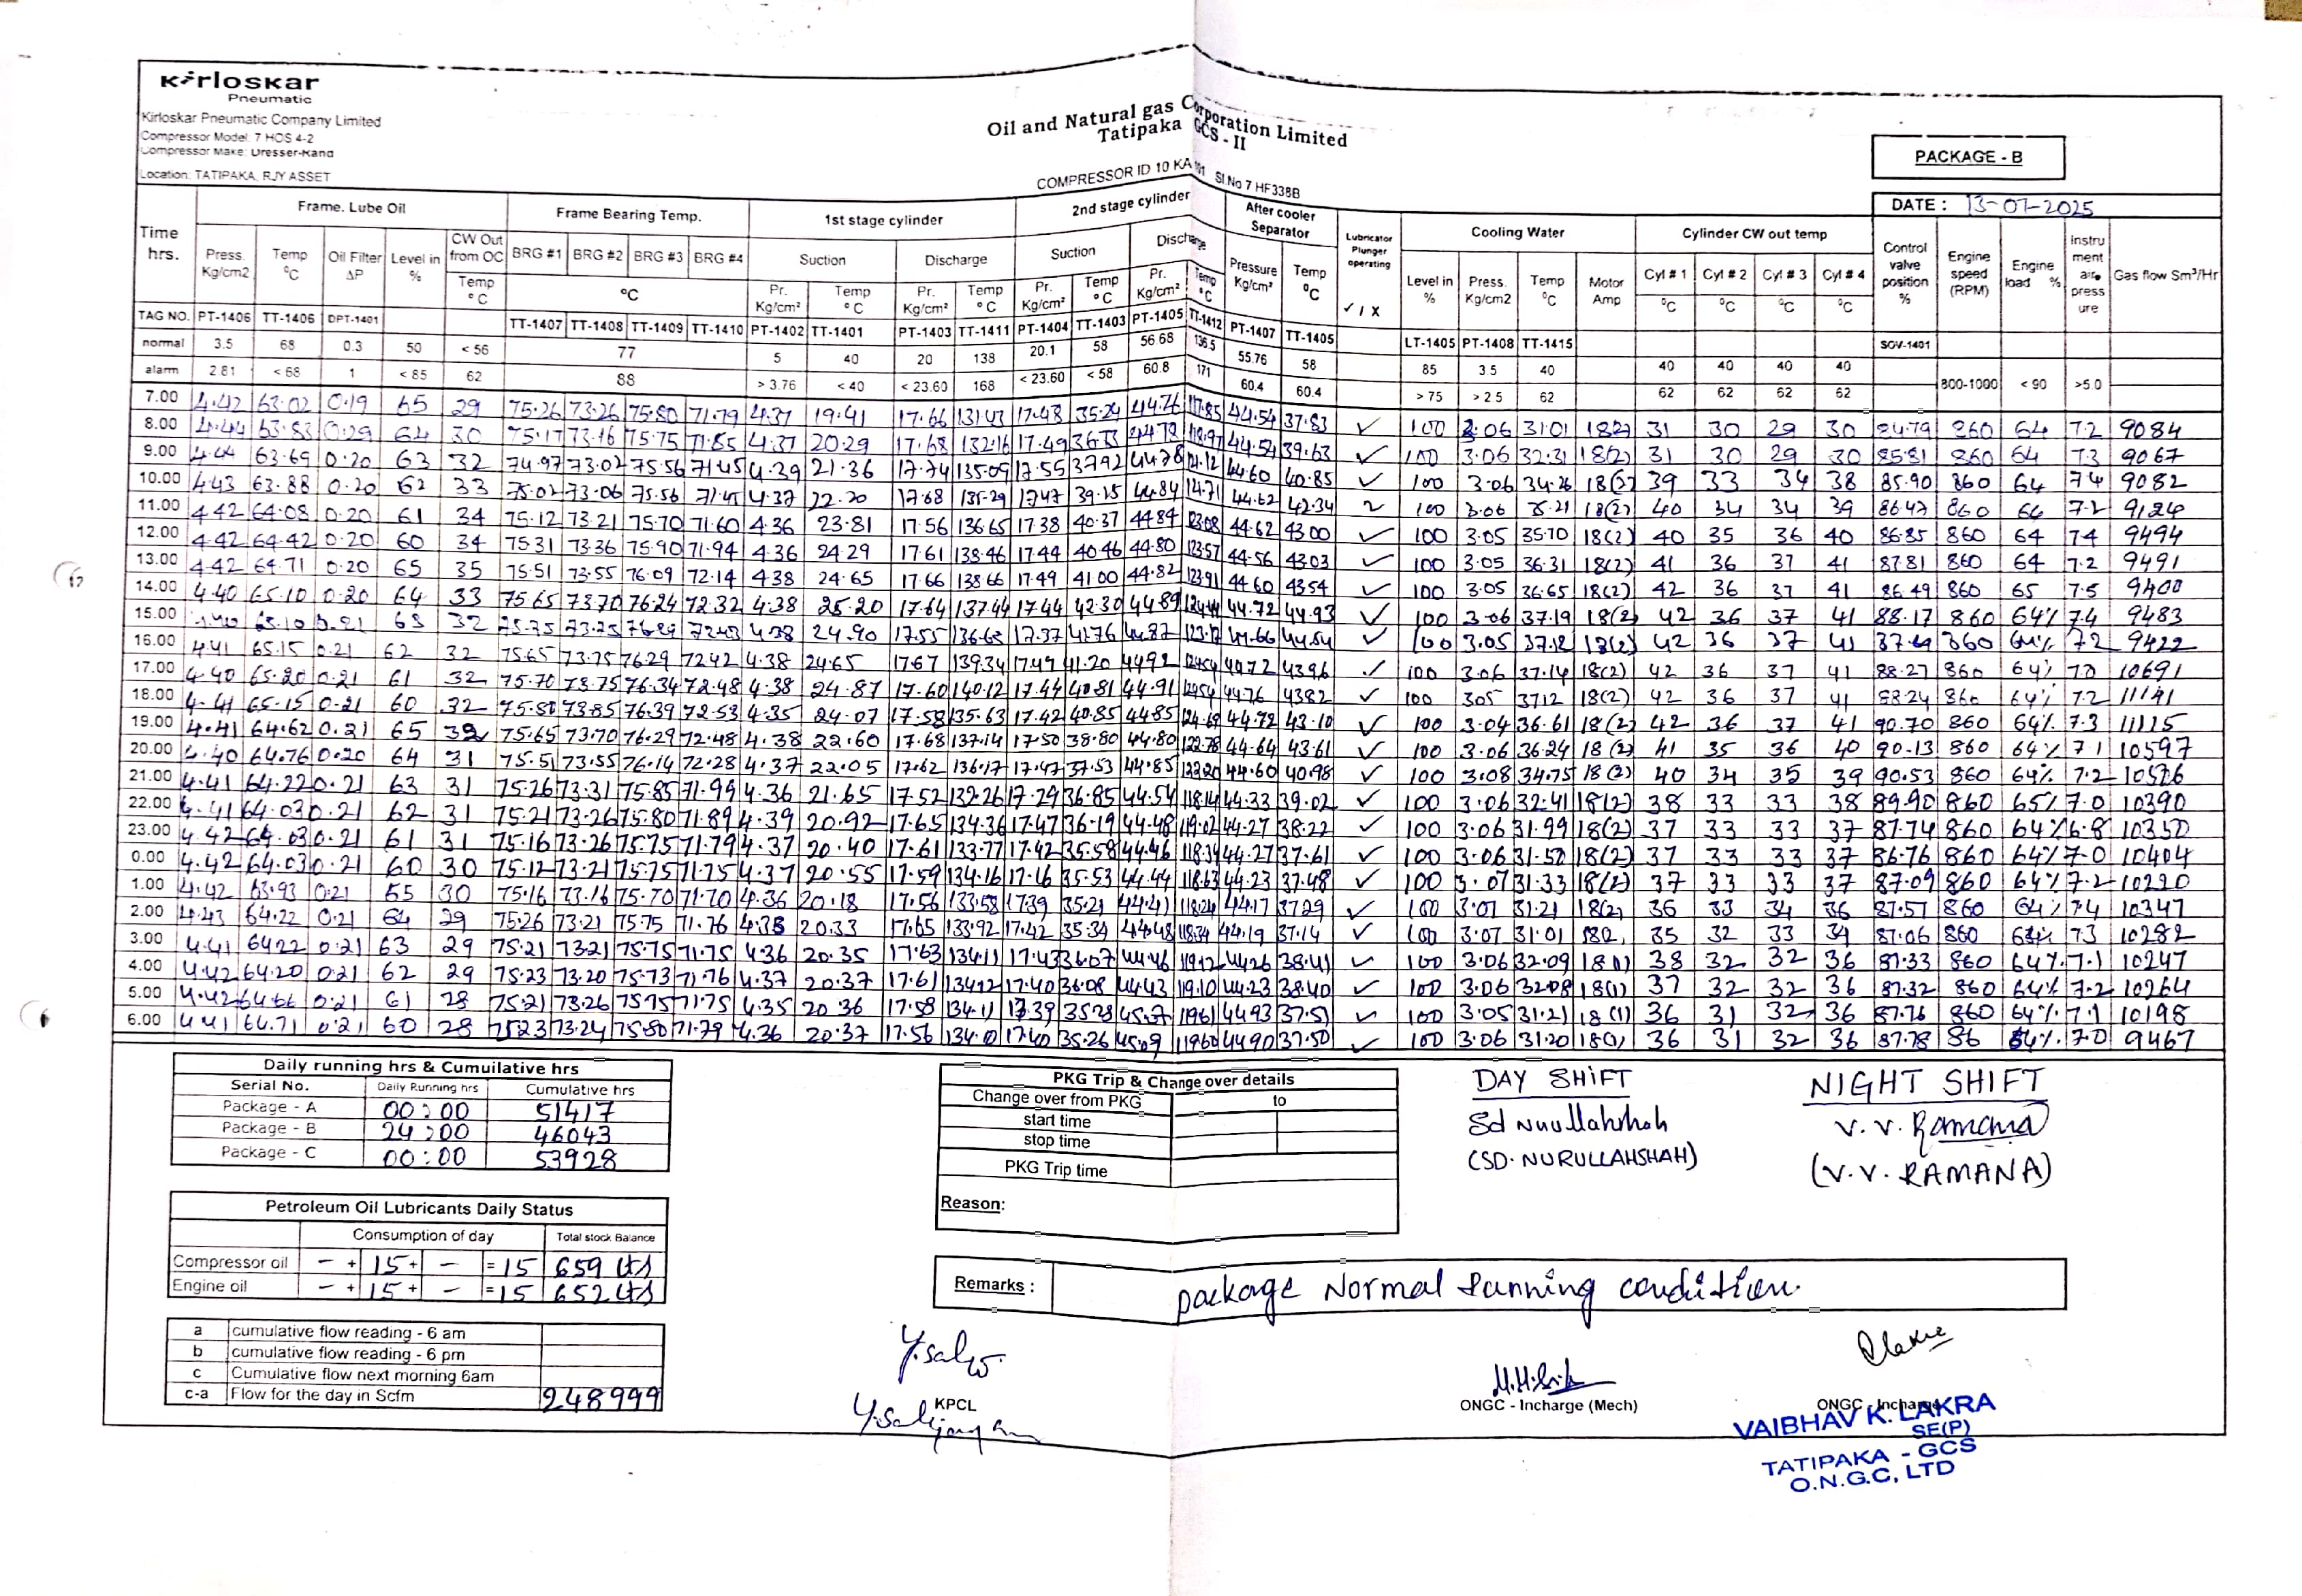 Kirloskar
Pneumatic
Kirloskar Pneumatic Company Limited
Compressor Model: 7 HOS 4-2
Compressor Make: Dresser-Rand
Location: TATIPAKA, RJY ASSET
Oil and Natural gas Corporation Limited
Tatipaka GCS - II
COMPRESSOR ID 10 KA Sl.No 7 HF338B
PACKAGE - B
DATE : 13-07-2025
Time hrs. Frame. Lube Oil Frame Bearing Temp. 1st stage cylinder 2nd stage cylinder After cooler Separator Lubricator Plunger operating Cooling Water Cylinder CW out temp Control valve position % Engine speed (RPM) Engine load % Instru ment air press ure Gas flow Sm³/Hr
Press. Kg/cm2 Temp °C Oil Filter ΔP Level in % CW Out from OC Temp °C BRG #1 BRG #2 BRG #3 BRG #4 °C Suction Discharge Suction Discharge Pressure Kg/cm² Temp °C ✓ / X Level in % Press. Kg/cm2 Temp °C Motor Amp Cyl # 1 Cyl # 2 Cyl # 3 Cyl # 4
Pr. Kg/cm² Temp °C Pr. Kg/cm² Temp °C Pr. Kg/cm² Temp °C Pr. Kg/cm² Temp °C °C °C °C °C
TAG NO. PT-1406 TT-1406 DPT-1401 TT-1407 TT-1408 TT-1409 TT-1410 PT-1402 TT-1401 PT-1403 TT-1411 PT-1404 TT-1403 PT-1405 TT-1412 PT-1407 TT-1405 LT-1405 PT-1408 TT-1415 SOV-1401
normal 3.5 68 0.3 50 < 56 77 5 40 20 138 20.1 58 56.68 136.5 55.76 58 85 3.5 40 40 40 40 40
alarm 2.81 < 68 1 < 85 62 88 > 3.76 < 40 < 23.60 168 < 23.60 < 58 60.8 171 60.4 60.4 > 75 > 2.5 62 62 62 62 62 800-1000 < 90 >5.0
7.00 4.42 63.02 0.19 65 29 75.26 73.26 75.80 71.79 4.37 19.41 17.66 131.43 17.43 35.24 44.76 117.85 44.54 37.83 ✓ 100 3.06 31.01 18(2) 31 30 29 30 84.79 860 64 7.2 9084
8.00 4.44 63.83 0.29 64 30 75.17 73.16 75.75 71.85 4.37 20.29 17.68 132.16 17.49 44.78 118.97 44.54 39.63 ✓ 100 3.06 32.31 18(2) 31 30 29 30 85.81 860 64 7.3 9067
9.00 4.44 63.69 0.20 63 32 74.97 73.02 75.56 71.45 4.39 21.36 17.74 135.09 17.55 37.92 44.78 44.60 40.85 ✓ 100 3.06 34.26 18(2) 39 33 34 38 85.90 860 64 7.4 9082
10.00 4.43 63.88 0.20 62 33 75.02 73.06 75.56 71.41 4.37 22.20 17.68 135.29 17.47 39.15 44.84 44.62 42.34 ✓ 100 3.06 35.21 18(2) 40 34 34 39 86.47 860 64 7.2 9124
11.00 4.42 64.08 0.20 61 34 75.12 73.21 75.70 71.60 4.36 23.81 17.56 136.65 17.38 40.37 44.84 123.08 44.62 43.00 ✓ 100 3.05 35.70 18(2) 40 35 36 40 86.85 860 64 7.4 9494
12.00 4.42 64.42 0.20 60 34 75.31 73.36 75.90 71.94 4.36 24.29 17.61 138.46 17.44 40.46 44.80 123.57 44.56 43.03 ✓ 100 3.05 36.31 18(2) 41 36 37 41 87.81 860 64 7.2 9491
13.00 4.42 64.71 0.20 65 35 75.51 73.55 76.09 72.14 4.38 24.65 17.66 138.66 17.49 41.00 44.82 123.91 44.60 43.54 ✓ 100 3.05 36.65 18(2) 42 36 37 41 86.49 860 65 7.5 9400
14.00 4.40 65.10 0.20 64 33 75.65 73.70 76.24 72.32 4.38 25.20 17.64 137.44 17.44 42.30 44.89 124.44 44.72 44.93 ✓ 100 3.06 37.19 18(2) 42 36 37 41 88.17 860 64% 7.4 9483
15.00 65.10 0.21 63 32 75.75 73.75 76.29 72.43 4.38 24.90 17.55 136.63 17.37 41.76 44.87 44.66 44.54 ✓ 100 3.05 37.12 18(2) 42 36 37 41 87.69 860 64% 7.2 9422
16.00 4.41 65.15 0.21 62 32 75.65 73.75 76.29 72.42 4.38 24.65 17.67 139.34 17.49 41.20 44.92 124.54 44.72 43.96 ✓ 100 3.06 37.14 18(2) 42 36 37 41 88.27 860 64% 7.0 10691
17.00 4.40 65.20 0.21 61 32 75.70 73.75 76.34 72.48 4.38 24.87 17.60 140.12 17.44 40.81 44.91 44.76 43.82 ✓ 100 3.05 37.12 18(2) 42 36 37 41 88.24 860 64% 7.2 11141
18.00 4.41 65.15 0.21 60 32 75.80 73.85 76.39 72.53 4.35 24.07 17.58 135.63 17.42 40.85 44.85 124.69 44.72 43.10 ✓ 100 3.04 36.61 18(2) 42 36 37 41 90.70 860 64% 7.3 11115
19.00 4.41 64.62 0.21 65 32 75.65 73.70 76.29 72.48 4.38 22.60 17.68 137.14 17.50 38.80 44.80 122.78 44.64 43.61 ✓ 100 3.06 36.24 18(2) 41 35 36 40 90.13 860 64% 7.1 10597
20.00 4.40 64.76 0.20 64 31 75.51 73.55 76.14 72.28 4.37 22.05 17.62 136.17 17.47 37.53 44.85 44.60 40.98 ✓ 100 3.08 34.75 18(2) 40 34 35 39 90.53 860 64% 7.2 10526
21.00 4.41 64.22 0.21 63 31 75.26 73.31 75.85 71.99 4.36 21.65 17.52 132.26 17.29 36.85 44.54 118.14 44.33 39.02 ✓ 100 3.06 32.41 18(2) 38 33 33 38 89.90 860 65% 7.0 10390
22.00 4.41 64.03 0.21 62 31 75.21 73.26 75.80 71.89 4.39 20.92 17.65 134.36 17.47 36.19 44.48 119.02 44.27 38.22 ✓ 100 3.06 31.99 18(2) 37 33 33 37 87.74 860 64% 6.8 10350
23.00 4.42 64.03 0.21 61 31 75.16 73.26 75.75 71.79 4.37 20.40 17.61 133.77 17.42 35.58 44.46 118.34 44.27 37.61 ✓ 100 3.06 31.50 18(2) 37 33 33 37 86.76 860 64% 7.0 10404
0.00 4.42 64.03 0.21 60 30 75.12 73.21 75.75 71.75 4.37 20.55 17.59 134.16 17.16 35.53 44.44 118.63 44.23 37.48 ✓ 100 3.07 31.33 18(2) 37 33 33 37 87.09 860 64% 7.2 10220
1.00 4.42 63.93 0.21 65 30 75.16 73.16 75.70 71.70 4.36 20.18 17.56 133.58 17.39 35.21 44.41 118.24 44.17 37.29 ✓ 100 3.07 31.21 18(2) 36 33 34 36 87.57 860 64% 7.4 10347
2.00 4.43 64.22 0.21 64 29 75.26 73.21 75.75 71.76 4.38 20.33 17.65 133.92 17.42 35.34 44.48 118.34 44.19 37.14 ✓ 100 3.07 31.01 35 32 33 34 87.06 860 64% 7.3 10282
3.00 4.41 64.22 0.21 63 29 75.21 73.21 75.75 71.75 4.36 20.35 17.63 134.11 17.43 36.07 44.46 119.12 44.26 38.41 ✓ 100 3.06 32.09 18(1) 38 32 32 36 87.33 860 64% 7.1 10247
4.00 4.42 64.20 0.21 62 29 75.23 73.20 75.73 71.76 4.37 20.37 17.61 134.12 17.40 36.08 44.43 119.10 44.23 38.40 ✓ 100 3.06 32.08 18(1) 37 32 32 36 87.32 860 64% 7.2 10264
5.00 4.42 64.66 0.21 61 28 75.21 73.26 75.75 71.75 4.35 20.36 17.58 134.11 17.39 35.28 119.61 44.93 37.51 ✓ 100 3.05 31.21 18(1) 36 31 32 36 87.76 860 64% 7.1 10198
6.00 4.41 64.71 0.21 60 28 75.23 73.24 75.80 71.79 4.36 20.37 17.56 134.10 17.40 35.26 45.09 119.60 44.90 37.50 ✓ 100 3.06 31.20 18(1) 36 31 32 36 87.78 86 64% 7.0 9467
Daily running hrs & Cumuilative hrs
Serial No. Daily Running hrs Cumulative hrs
Package - A 00:00 51417
Package - B 24:00 46043
Package - C 00:00 53928
PKG Trip & Change over details
Change over from PKG to
start time
stop time
PKG Trip time
Reason:
DAY SHIFT
Sd Nurullahshah
(SD. NURULLAHSHAH)
NIGHT SHIFT
V. V. Ramana
(V. V. RAMANA)
Petroleum Oil Lubricants Daily Status
Consumption of day Total stock Balance
Compressor oil - + 15 + - = 15 659 lts
Engine oil - + 15 + - = 15 652 lts
Remarks : package Normal running condition.
a cumulative flow reading - 6 am
b cumulative flow reading - 6 pm
c Cumulative flow next morning 6am
c-a Flow for the day in Scfm 248999
KPCL
ONGC - Incharge (Mech)
ONGC - Incharge
VAIBHAV K. LAKRA
SE(P)
TATIPAKA - GCS
O.N.G.C, LTD